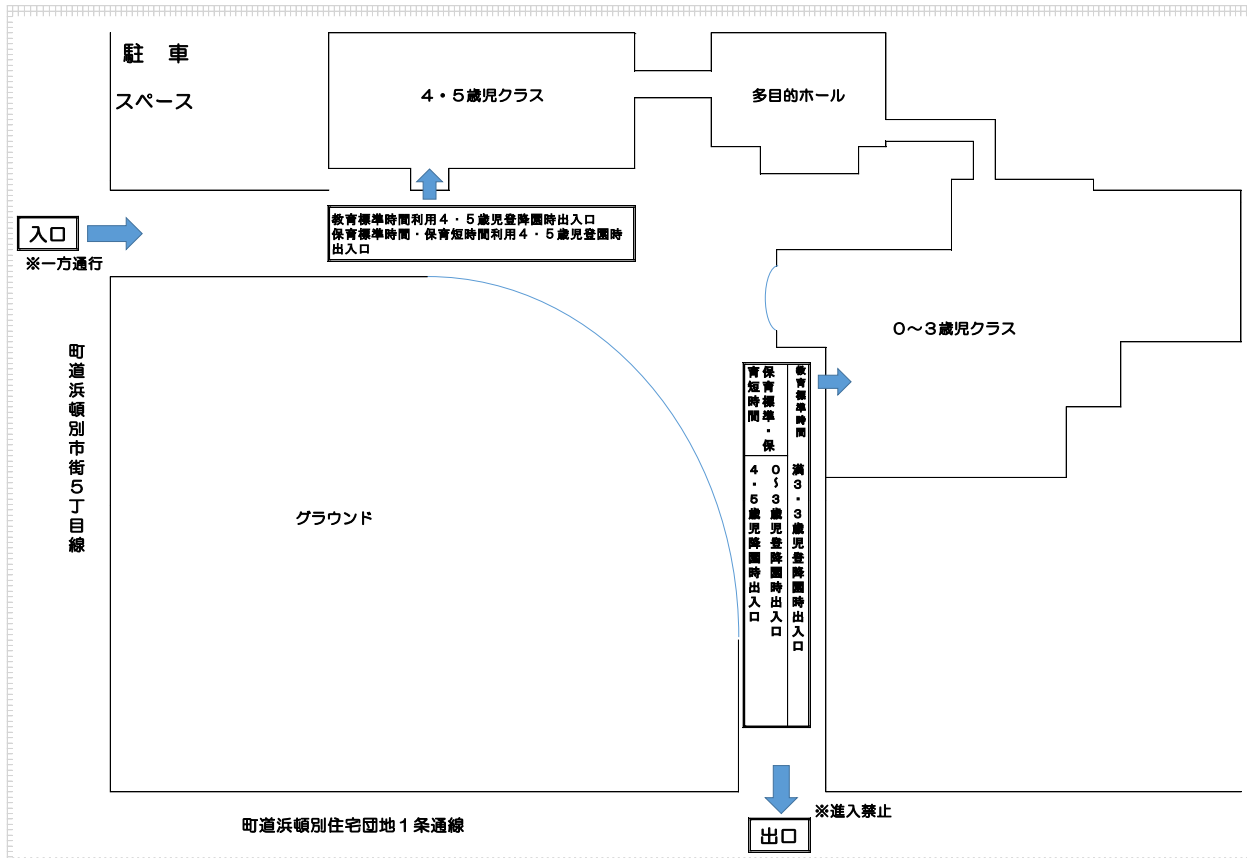 駐　車
スペース
４・５歳児クラス
多目的ホール
入口
※一方通行
教育標準時間利用４・５歳児登降園時出入口
保育標準時間・保育短時間利用４・５歳児登園時
出入口
０～３歳児クラス
町道浜頓別市街５丁目線
グラウンド
教育標準時間
満３・３歳児登降園時出入口
保育標準・保
育短時間
０～３歳児登降園時出入口
４・５歳児降園時出入口
※進入禁止
出口
町道浜頓別住宅団地１条通線